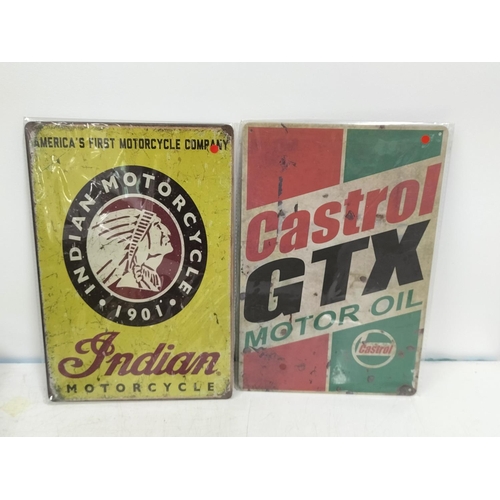 AMERICA'S FIRST MOTORCYCLE COMPANY
INDIAN MOTORCYCLE
• 1901 •
Indian
MOTORCYCLE
Castrol
GTX
MOTOR OIL
Castrol